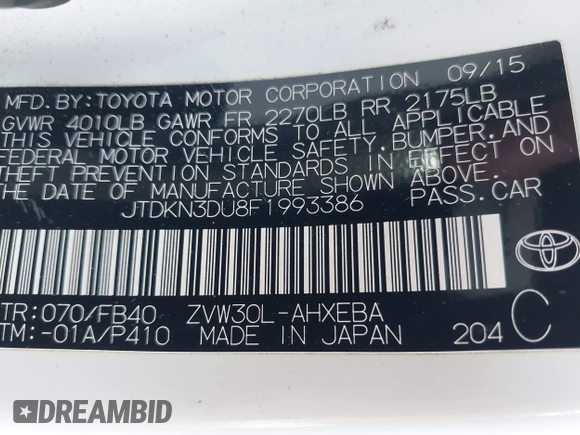 MFD.BY:TOYOTA MOTOR CORPORATION 09/15
GVWR 4010LB GAWR FR 2270LB RR 2175LB
THIS VEHICLE CONFORMS TO ALL APPLICABLE
FEDERAL MOTOR VEHICLE SAFETY,BUMPER,AND
THEFT PREVENTION STANDARDS IN EFFECT ON
THE DATE OF MANUFACTURE SHOWN ABOVE.
JTDKN3DU8F1993386 PASS.CAR
TR:070/FB40 ZVW30L-AHXEBA
TM:-01A/P410 MADE IN JAPAN 204 C
TOYOTA
DREAMBID